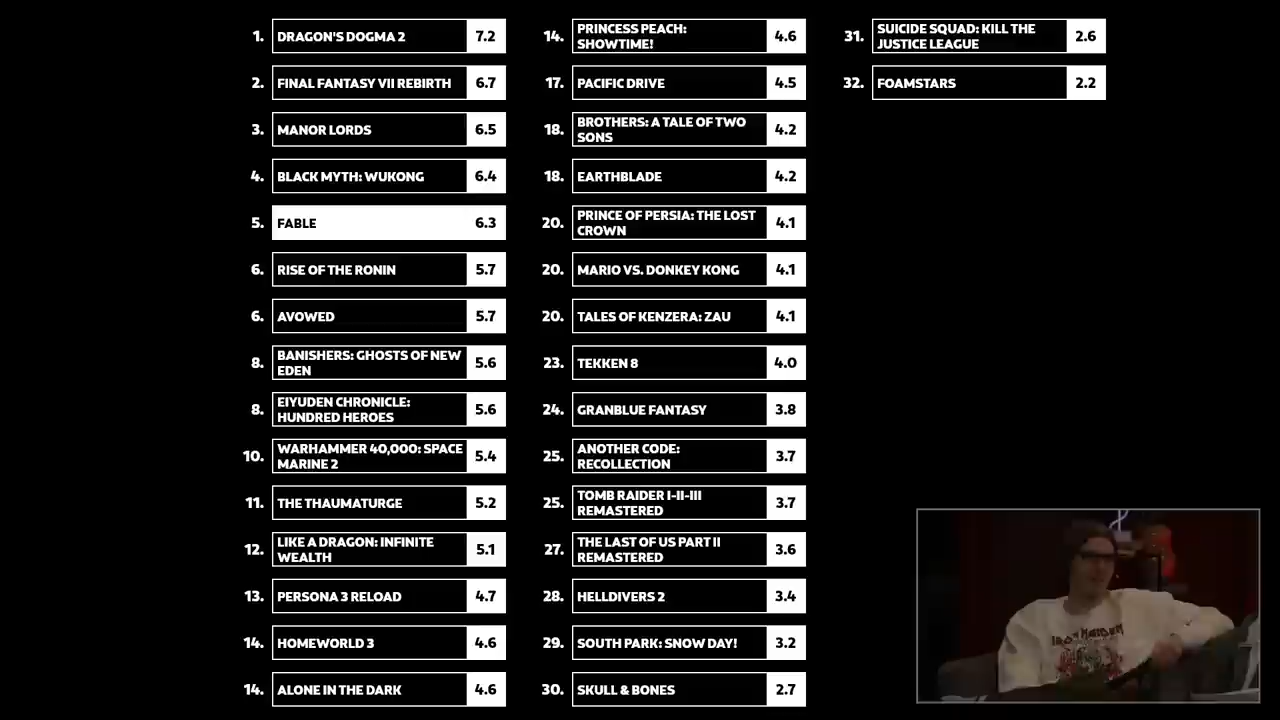 1. DRAGON'S DOGMA 2 7.2
2. FINAL FANTASY VII REBIRTH 6.7
3. MANOR LORDS 6.5
4. BLACK MYTH: WUKONG 6.4
5. FABLE 6.3
6. RISE OF THE RONIN 5.7
6. AVOWED 5.7
8. BANISHERS: GHOSTS OF NEW
EDEN 5.6
8. EIYUDEN CHRONICLE:
HUNDRED HEROES 5.6
10. WARHAMMER 40,000: SPACE
MARINE 2 5.4
11. THE THAUMATURGE 5.2
12. LIKE A DRAGON: INFINITE
WEALTH 5.1
13. PERSONA 3 RELOAD 4.7
14. HOMEWORLD 3 4.6
14. ALONE IN THE DARK 4.6
14. PRINCESS PEACH:
SHOWTIME! 4.6
17. PACIFIC DRIVE 4.5
18. BROTHERS: A TALE OF TWO
SONS 4.2
18. EARTHBLADE 4.2
20. PRINCE OF PERSIA: THE LOST
CROWN 4.1
20. MARIO VS. DONKEY KONG 4.1
20. TALES OF KENZERA: ZAU 4.1
23. TEKKEN 8 4.0
24. GRANBLUE FANTASY 3.8
25. ANOTHER CODE:
RECOLLECTION 3.7
25. TOMB RAIDER I-II-III
REMASTERED 3.7
27. THE LAST OF US PART II
REMASTERED 3.6
28. HELLDIVERS 2 3.4
29. SOUTH PARK: SNOW DAY! 3.2
30. SKULL & BONES 2.7
31. SUICIDE SQUAD: KILL THE
JUSTICE LEAGUE 2.6
32. FOAMSTARS 2.2
IRON MAIDEN